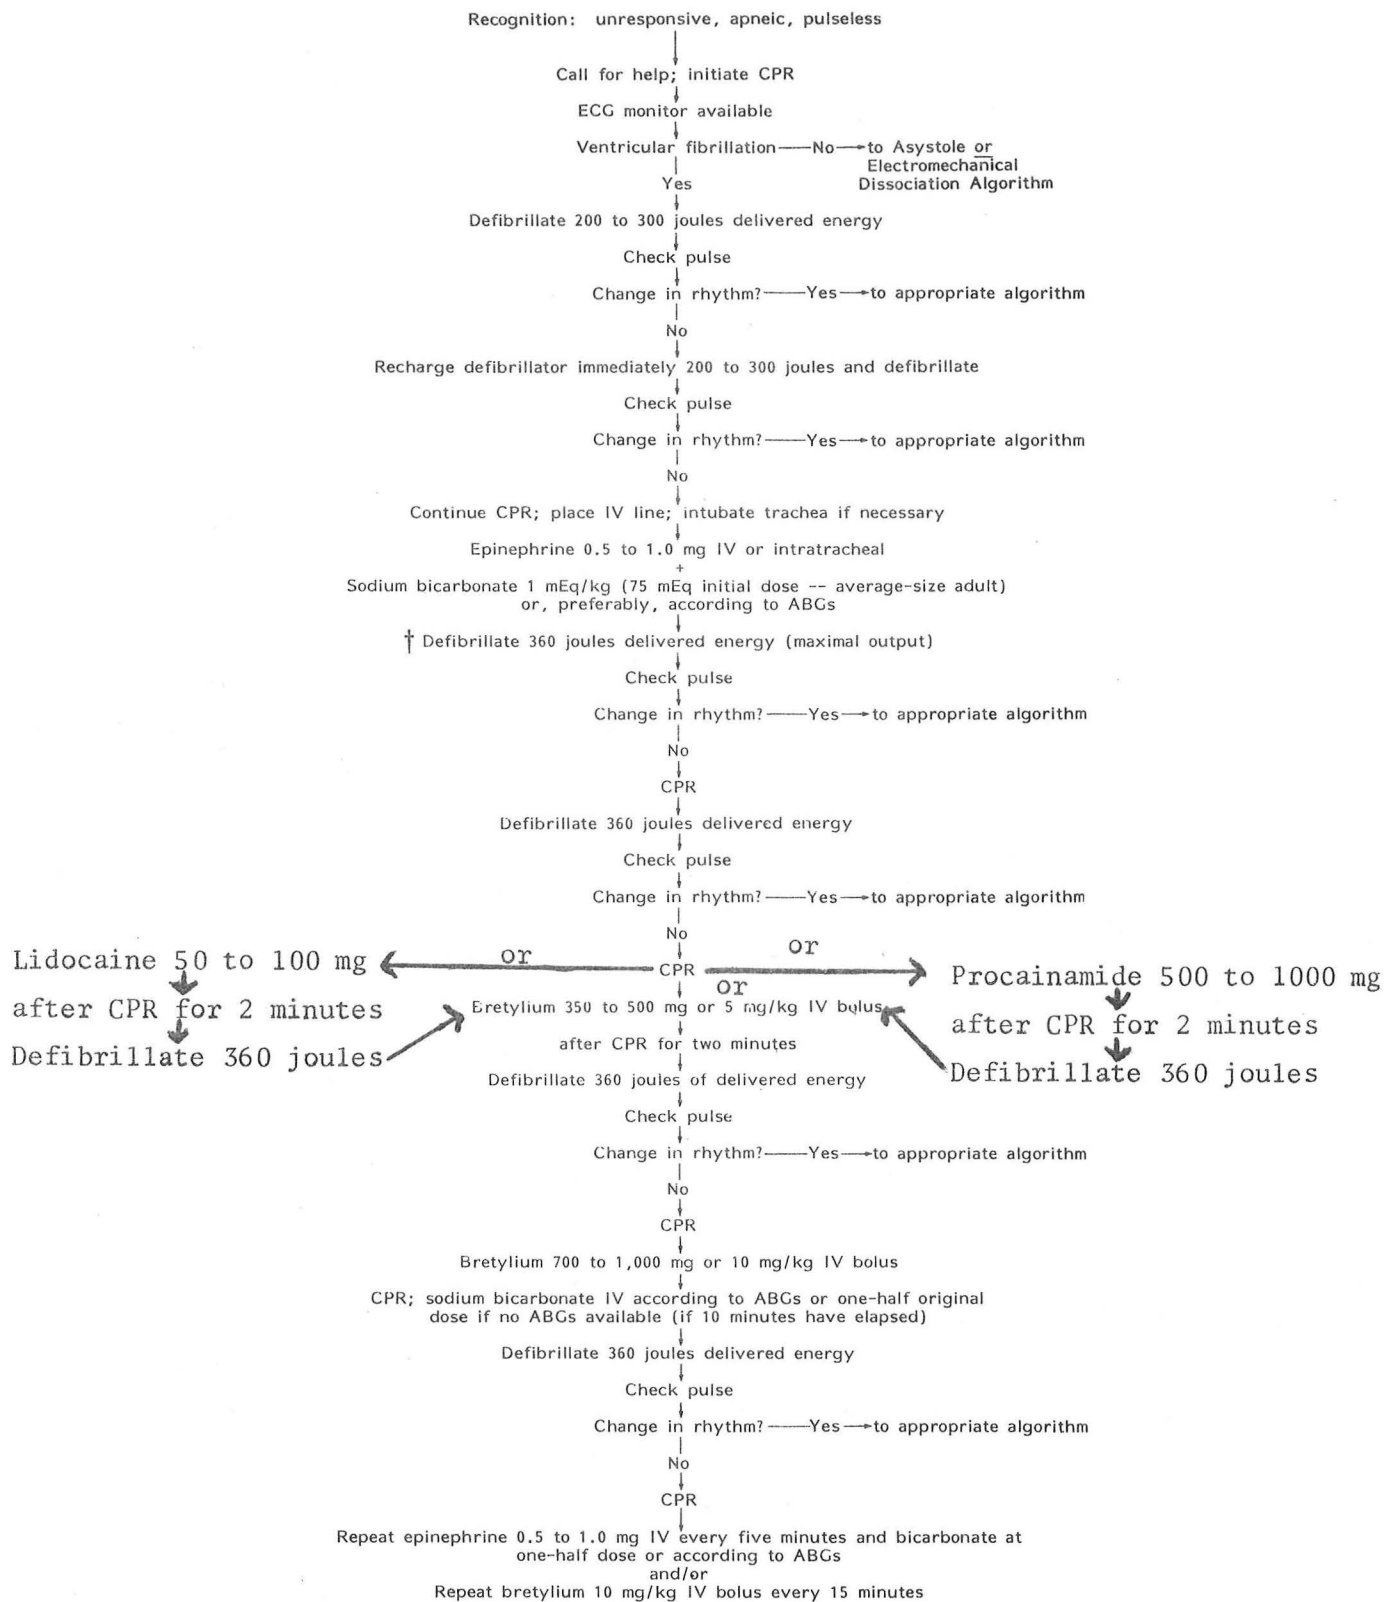 Recognition: unresponsive, apneic, pulseless
Call for help; initiate CPR
ECG monitor available
Ventricular fibrillation No to Asystole or
Electromechanical
Yes Dissociation Algorithm
Defibrillate 200 to 300 joules delivered energy
Check pulse
Change in rhythm? Yes to appropriate algorithm
No
Recharge defibrillator immediately 200 to 300 joules and defibrillate
Check pulse
Change in rhythm? Yes to appropriate algorithm
No
Continue CPR; place IV line; intubate trachea if necessary
Epinephrine 0.5 to 1.0 mg IV or intratracheal
+
Sodium bicarbonate 1 mEq/kg (75 mEq initial dose -- average-size adult)
or, preferably, according to ABGs
† Defibrillate 360 joules delivered energy (maximal output)
Check pulse
Change in rhythm? Yes to appropriate algorithm
No
CPR
Defibrillate 360 joules delivered energy
Check pulse
Change in rhythm? Yes to appropriate algorithm
No
Lidocaine 50 to 100 mg or CPR or Procainamide 500 to 1000 mg
or
after CPR for 2 minutes Bretylium 350 to 500 mg or 5 mg/kg IV bolus after CPR for 2 minutes
Defibrillate 360 joules after CPR for two minutes Defibrillate 360 joules
Defibrillate 360 joules of delivered energy
Check pulse
Change in rhythm? Yes to appropriate algorithm
No
CPR
Bretylium 700 to 1,000 mg or 10 mg/kg IV bolus
CPR; sodium bicarbonate IV according to ABGs or one-half original
dose if no ABGs available (if 10 minutes have elapsed)
Defibrillate 360 joules delivered energy
Check pulse
Change in rhythm? Yes to appropriate algorithm
No
CPR
Repeat epinephrine 0.5 to 1.0 mg IV every five minutes and bicarbonate at
one-half dose or according to ABGs
and/or
Repeat bretylium 10 mg/kg IV bolus every 15 minutes